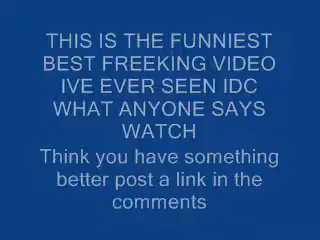 THIS IS THE FUNNIEST
BEST FREEKING VIDEO
IVE EVER SEEN IDC
WHAT ANYONE SAYS
WATCH
Think you have something
better post a link in the
comments